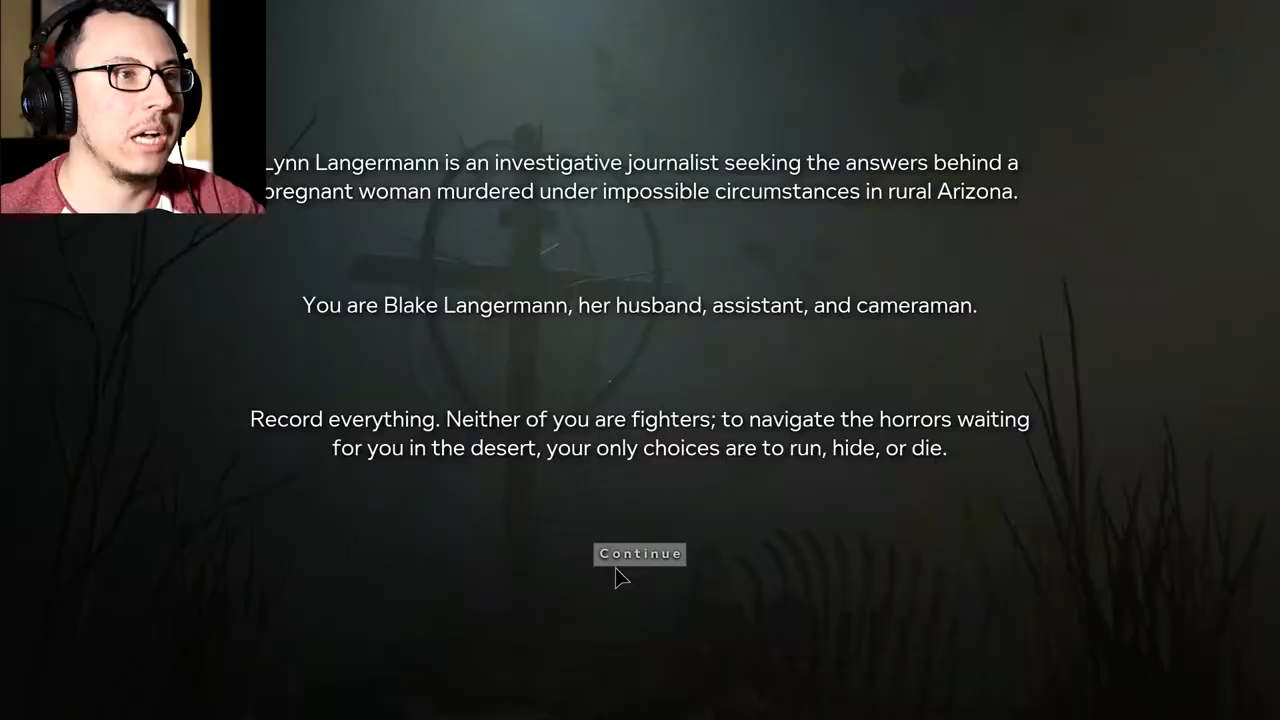 Lynn Langermann is an investigative journalist seeking the answers behind a
pregnant woman murdered under impossible circumstances in rural Arizona.
You are Blake Langermann, her husband, assistant, and cameraman.
Record everything. Neither of you are fighters; to navigate the horrors waiting
for you in the desert, your only choices are to run, hide, or die.
Continue